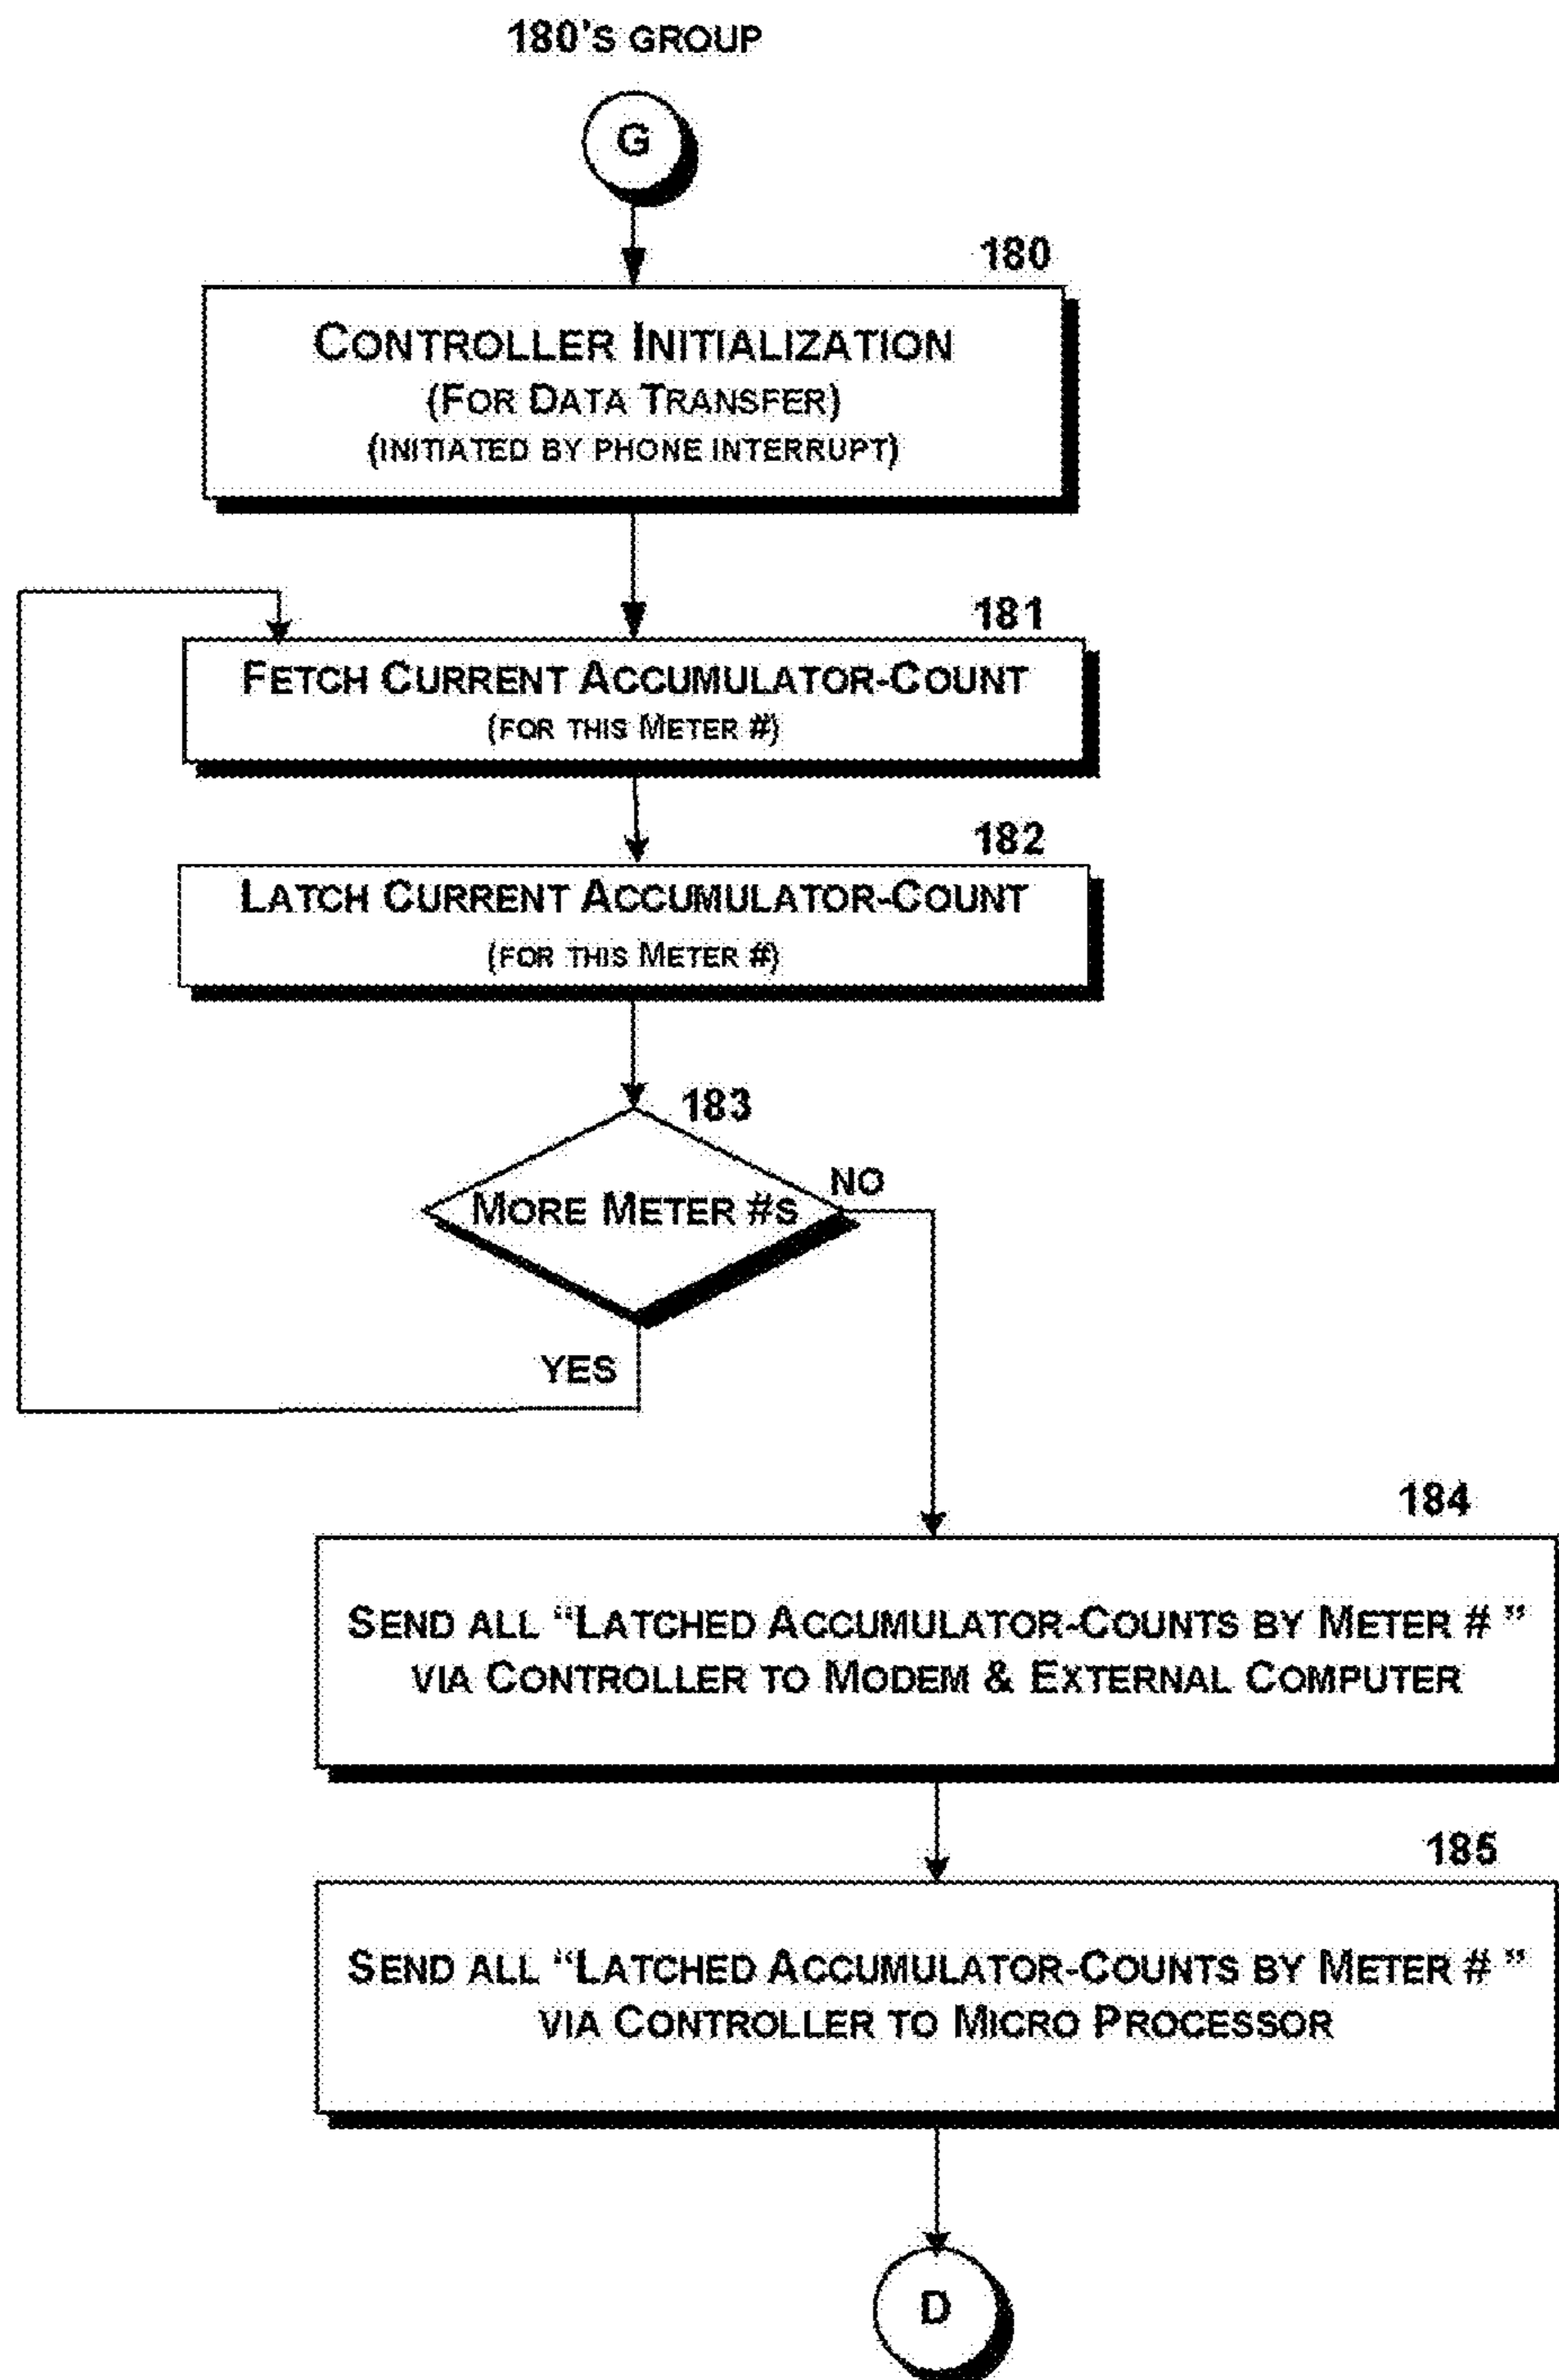 180'S GROUP
G
180
CONTROLLER INITIALIZATION
(FOR DATA TRANSFER)
(INITIATED BY PHONE INTERRUPT)
181
FETCH CURRENT ACCUMULATOR-COUNT
(FOR THIS METER #)
182
LATCH CURRENT ACCUMULATOR-COUNT
(FOR THIS METER #)
183
MORE METER #S
NO
YES
184
SEND ALL “LATCHED ACCUMULATOR-COUNTS BY METER # ”
VIA CONTROLLER TO MODEM & EXTERNAL COMPUTER
185
SEND ALL “LATCHED ACCUMULATOR-COUNTS BY METER # ”
VIA CONTROLLER TO MICRO PROCESSOR
D